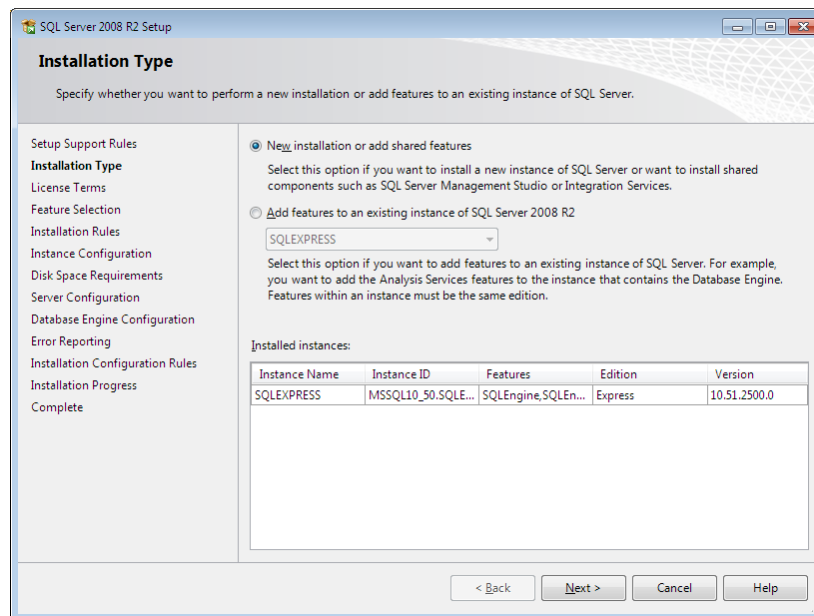 SQL Server 2008 R2 Setup
Installation Type
Specify whether you want to perform a new installation or add features to an existing instance of SQL Server.
Setup Support Rules
Installation Type
License Terms
Feature Selection
Installation Rules
Instance Configuration
Disk Space Requirements
Server Configuration
Database Engine Configuration
Error Reporting
Installation Configuration Rules
Installation Progress
Complete
New installation or add shared features
Select this option if you want to install a new instance of SQL Server or want to install shared
components such as SQL Server Management Studio or Integration Services.
Add features to an existing instance of SQL Server 2008 R2
SQLEXPRESS
Select this option if you want to add features to an existing instance of SQL Server. For example,
you want to add the Analysis Services features to the instance that contains the Database Engine.
Features within an instance must be the same edition.
Installed instances:
Instance Name Instance ID Features Edition Version
SQLEXPRESS MSSQL10_50.SQLE... SQLEngine,SQLEn... Express 10.51.2500.0
< Back Next > Cancel Help